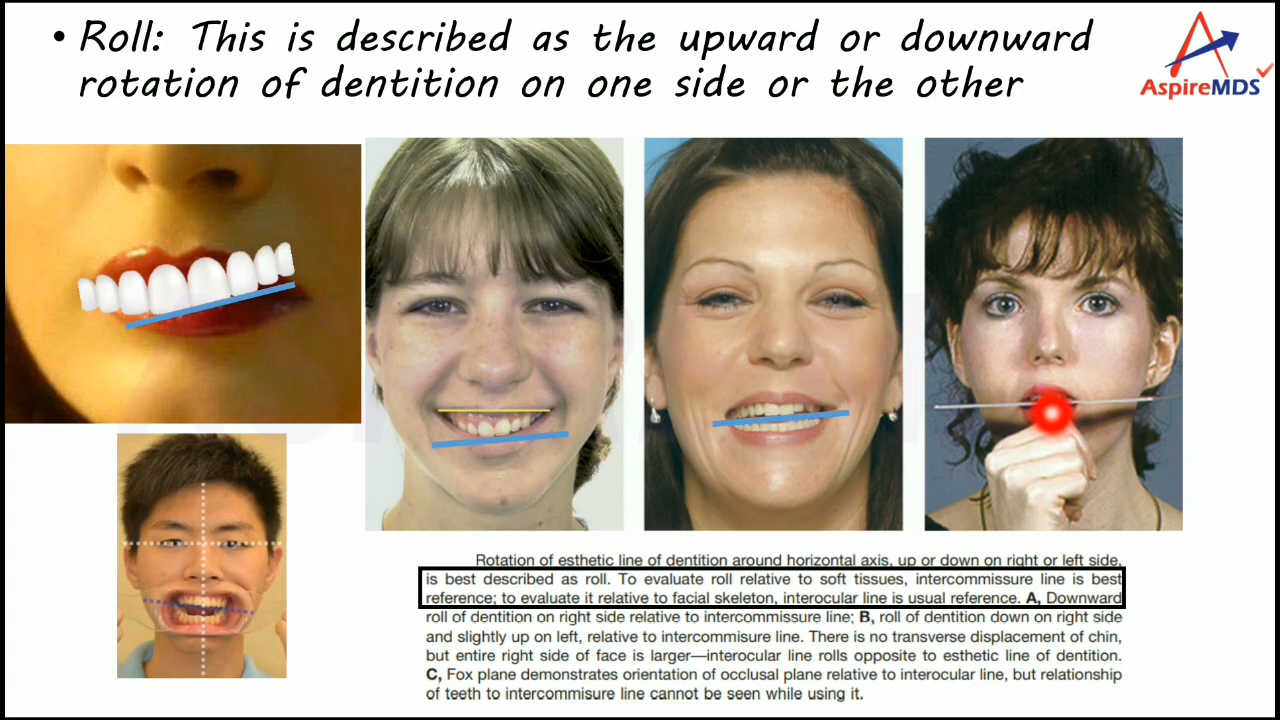 • Roll: This is described as the upward or downward
rotation of dentition on one side or the other
AspireMDS
Rotation of esthetic line of dentition around horizontal axis, up or down on right or left side,
is best described as roll. To evaluate roll relative to soft tissues, intercommissure line is best
reference; to evaluate it relative to facial skeleton, interocular line is usual reference. A, Downward
roll of dentition on right side relative to intercommissure line; B, roll of dentition down on right side
and slightly up on left, relative to intercommisure line. There is no transverse displacement of chin,
but entire right side of face is larger—interocular line rolls opposite to esthetic line of dentition.
C, Fox plane demonstrates orientation of occlusal plane relative to interocular line, but relationship
of teeth to intercommisure line cannot be seen while using it.